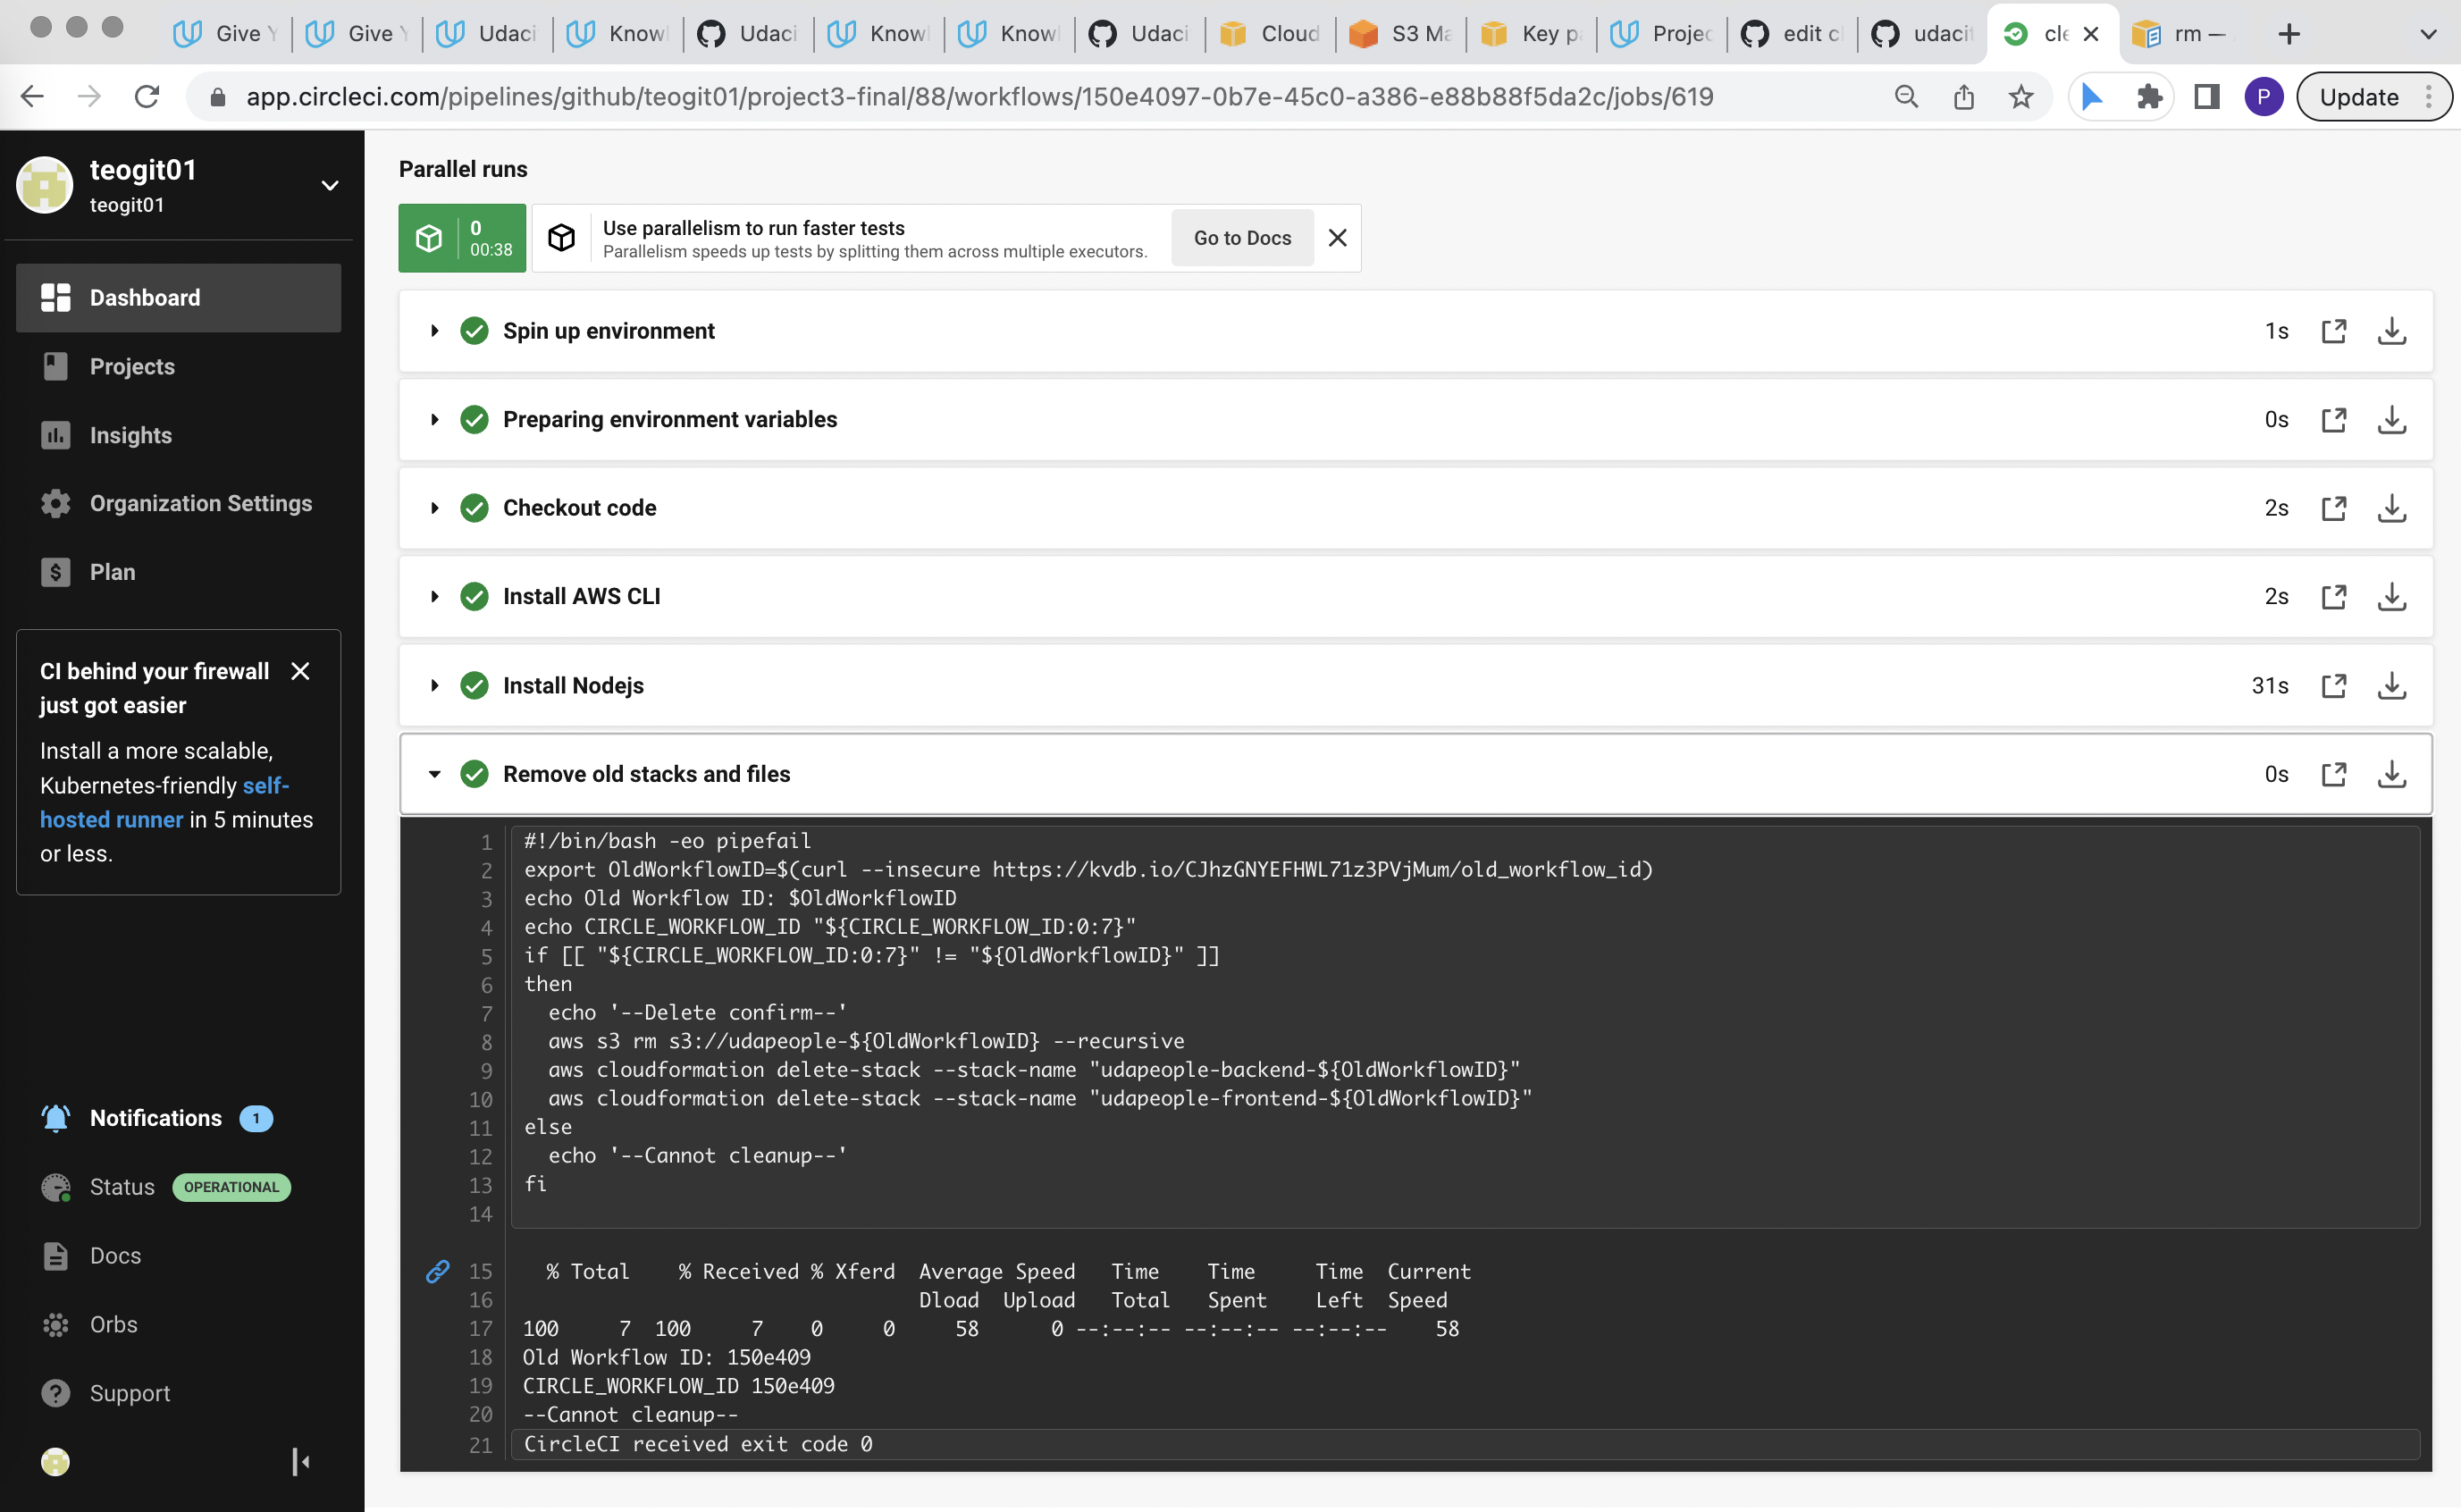 Give Y
Give Y
Udaci
Knowl
Udaci
Knowl
Knowl
Udaci
Cloud
S3 Ma
Key p
Projec
edit c
udacit
cle
rm —
app.circleci.com/pipelines/github/teogit01/project3-final/88/workflows/150e4097-0b7e-45c0-a386-e88b88f5da2c/jobs/619
P
Update
teogit01
teogit01
Dashboard
Projects
Insights
Organization Settings
Plan
CI behind your firewall
just got easier
Install a more scalable,
Kubernetes-friendly self-
hosted runner in 5 minutes
or less.
Notifications 1
Status OPERATIONAL
Docs
Orbs
Support
Parallel runs
0
00:38
Use parallelism to run faster tests
Parallelism speeds up tests by splitting them across multiple executors.
Go to Docs
Spin up environment 1s
Preparing environment variables 0s
Checkout code 2s
Install AWS CLI 2s
Install Nodejs 31s
Remove old stacks and files 0s
1 #!/bin/bash -eo pipefail
2 export OldWorkflowID=$(curl --insecure https://kvdb.io/CJhzGNYEFHWL71z3PVjMum/old_workflow_id)
3 echo Old Workflow ID: $OldWorkflowID
4 echo CIRCLE_WORKFLOW_ID "${CIRCLE_WORKFLOW_ID:0:7}"
5 if [[ "${CIRCLE_WORKFLOW_ID:0:7}" != "${OldWorkflowID}" ]]
6 then
7 echo '--Delete confirm--'
8 aws s3 rm s3://udapeople-${OldWorkflowID} --recursive
9 aws cloudformation delete-stack --stack-name "udapeople-backend-${OldWorkflowID}"
10 aws cloudformation delete-stack --stack-name "udapeople-frontend-${OldWorkflowID}"
11 else
12 echo '--Cannot cleanup--'
13 fi
14
15 % Total % Received % Xferd Average Speed Time Time Time Current
16 Dload Upload Total Spent Left Speed
17 100 7 100 7 0 0 58 0 --:--:-- --:--:-- --:--:-- 58
18 Old Workflow ID: 150e409
19 CIRCLE_WORKFLOW_ID 150e409
20 --Cannot cleanup--
21 CircleCI received exit code 0